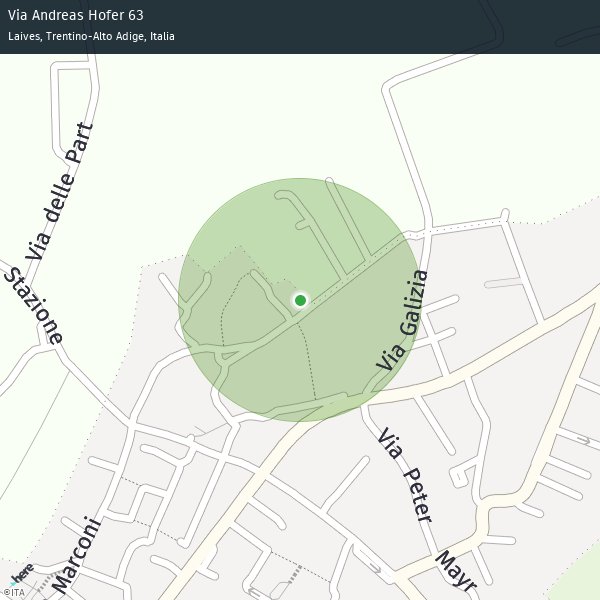 Via Andreas Hofer 63
Laives, Trentino-Alto Adige, Italia
Via delle Part
Stazione
Via Galizia
Via Peter
Mayr
Marconi
here
©ITA